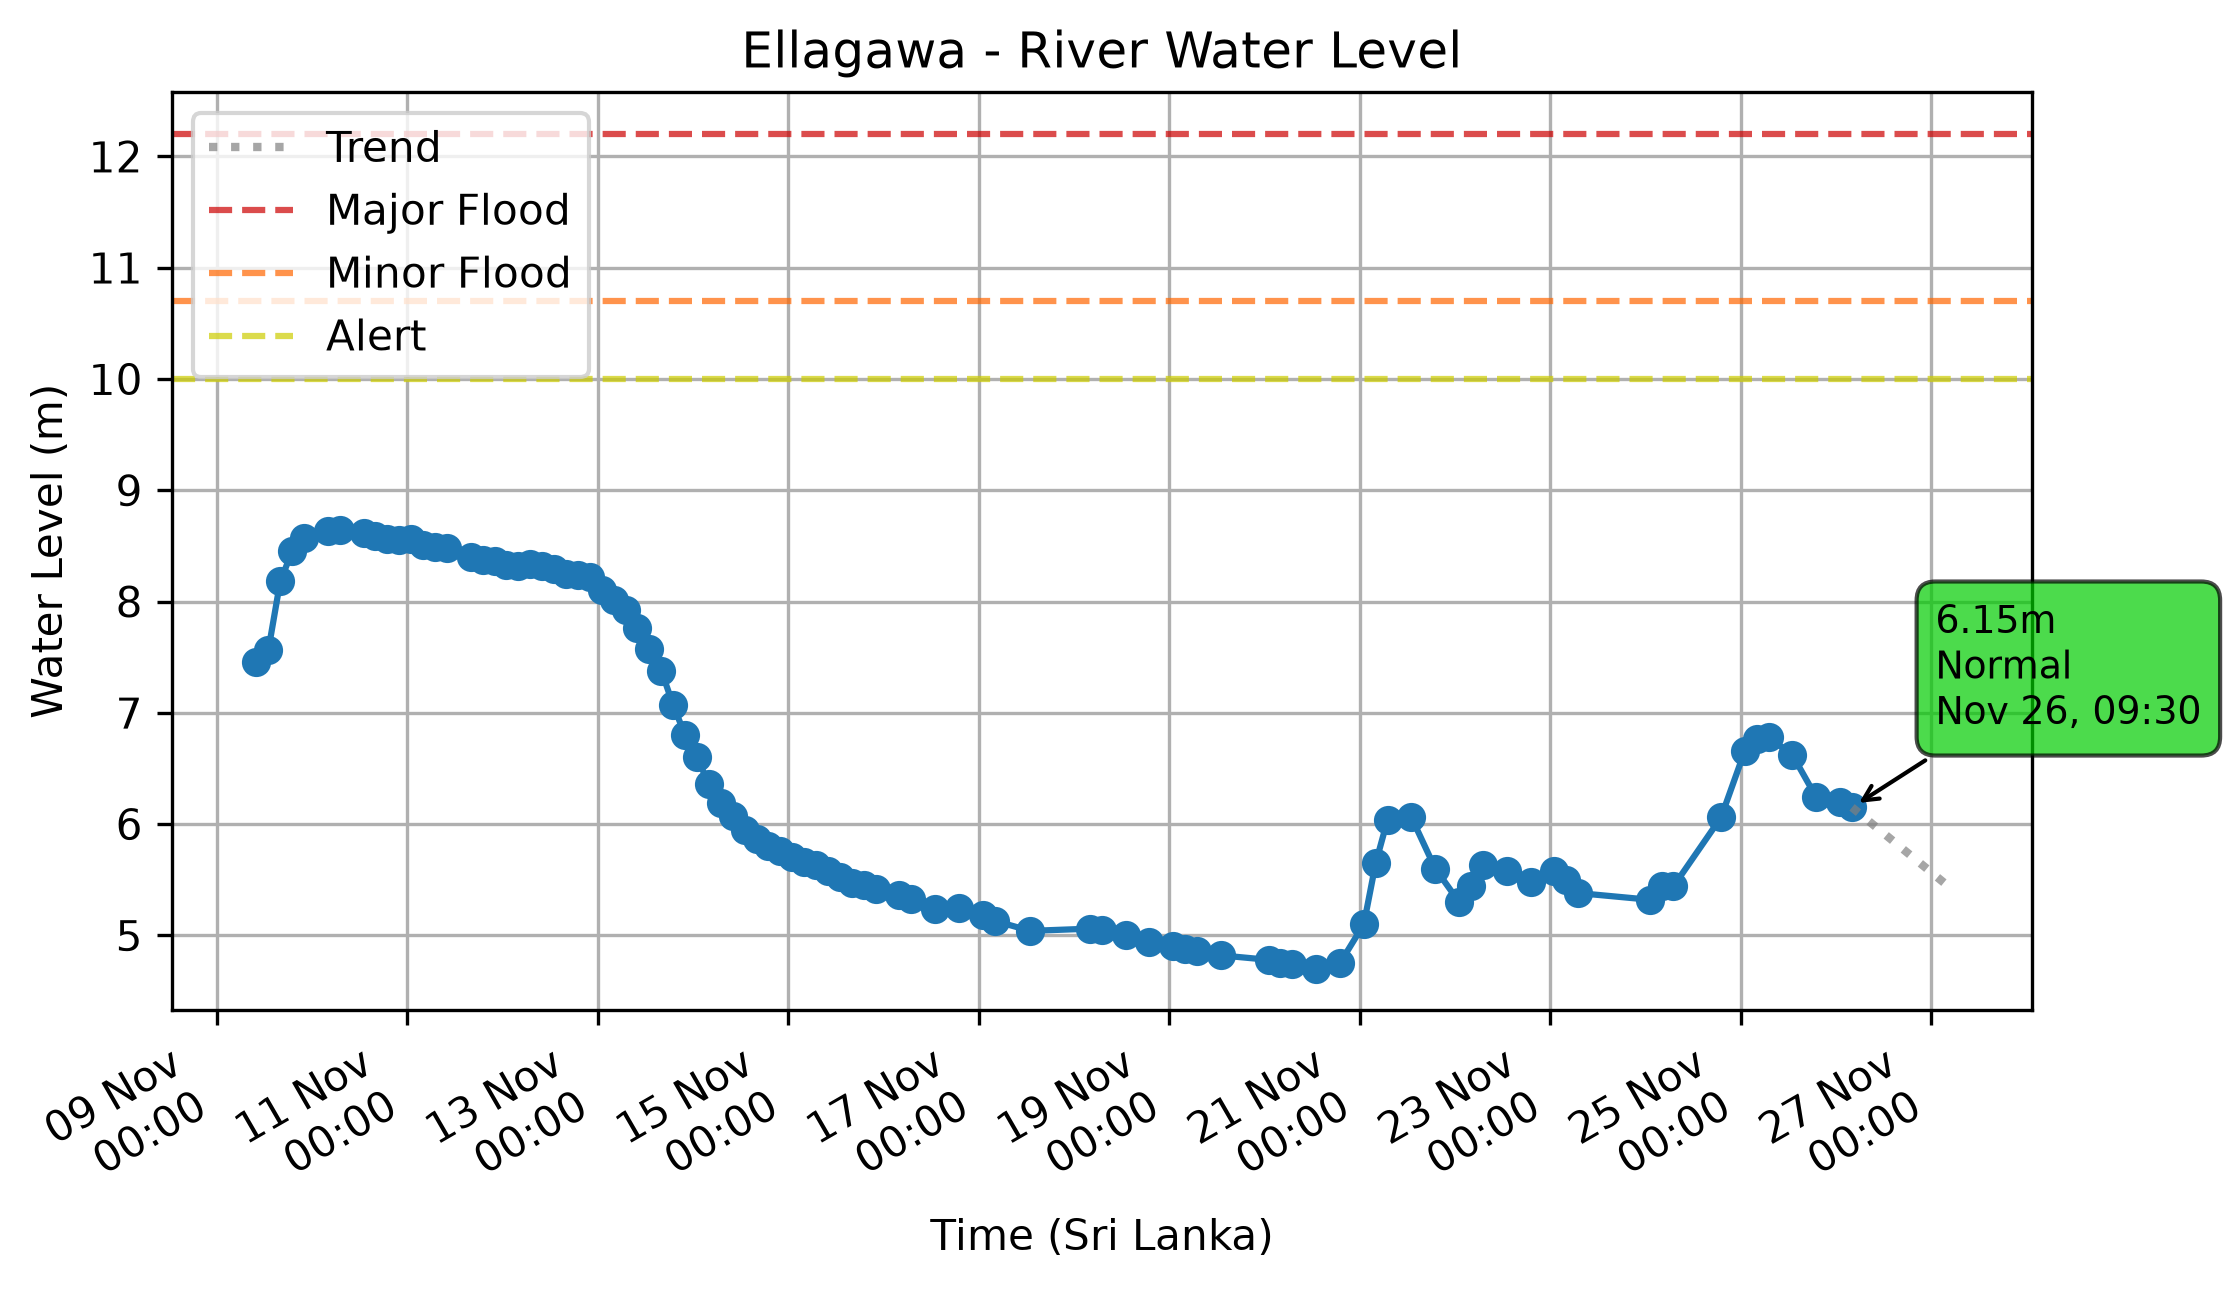 Ellagawa - River Water Level
Trend
Major Flood
Minor Flood
Alert
12
11
10
9
8
7
6
5
Water Level (m)
6.15m
Normal
Nov 26, 09:30
09 Nov
00:00
11 Nov
00:00
13 Nov
00:00
15 Nov
00:00
17 Nov
00:00
19 Nov
00:00
21 Nov
00:00
23 Nov
00:00
25 Nov
00:00
27 Nov
00:00
Time (Sri Lanka)